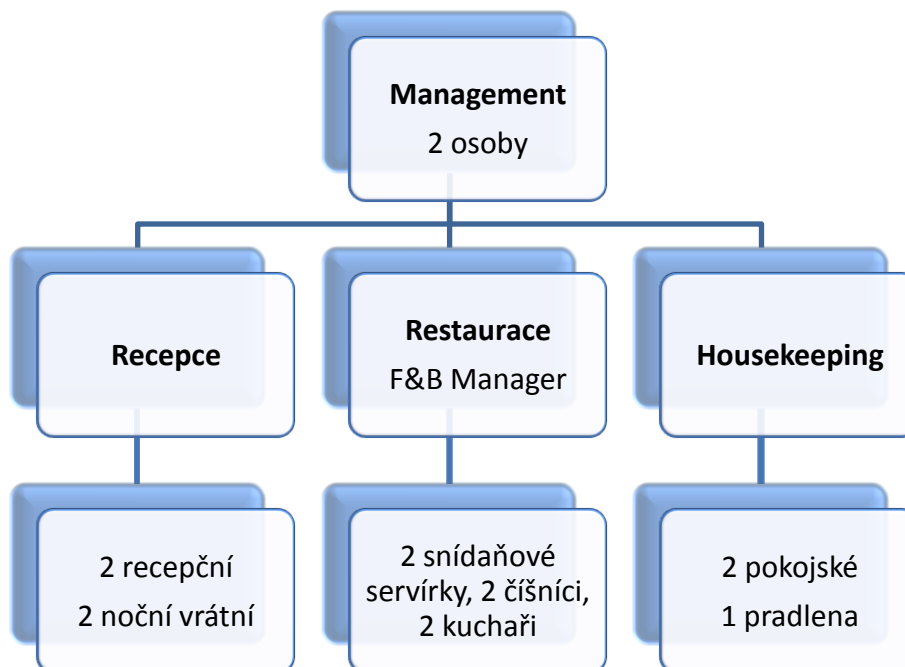 Management
2 osoby
Recepce
Restaurace
F&B Manager
Housekeeping
2 recepční
2 noční vrátní
2 snídaňové
servírky, 2 číšníci,
2 kuchaři
2 pokojské
1 pradlena